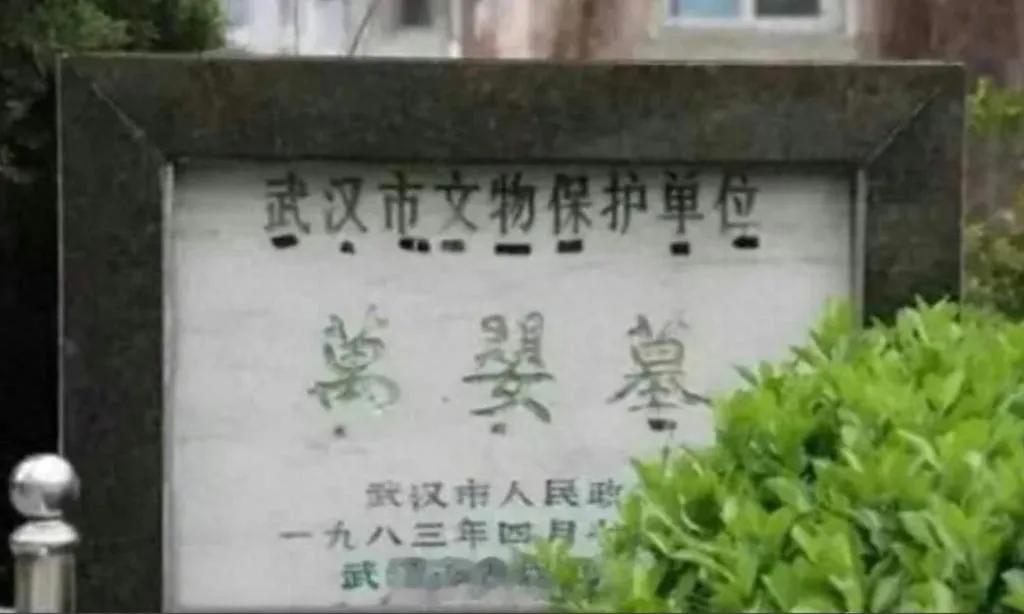 武汉市文物保护单位
萬婴墓
武汉市人民政
一九八三年四月
武